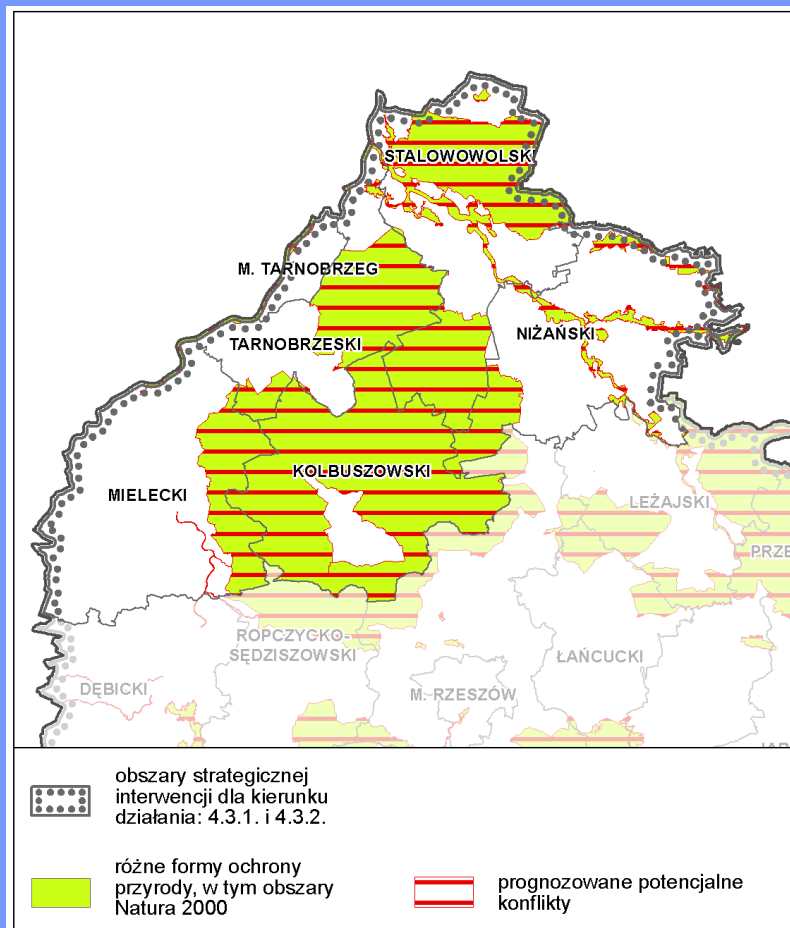 STALOWOWOLSKI
M. TARNOBRZEG
TARNOBRZESKI
NIŻAŃSKI
KOLBUSZOWSKI
MIELECKI
LEŻAJSKI
PRZE
ROPCZYCKO-
SĘDZISZOWSKI
ŁAŃCUCKI
DĘBICKI
M. RZESZÓW
obszary strategicznej
interwencji dla kierunku
działania: 4.3.1. i 4.3.2.
różne formy ochrony
przyrody, w tym obszary
Natura 2000
prognozowane potencjalne
konflikty